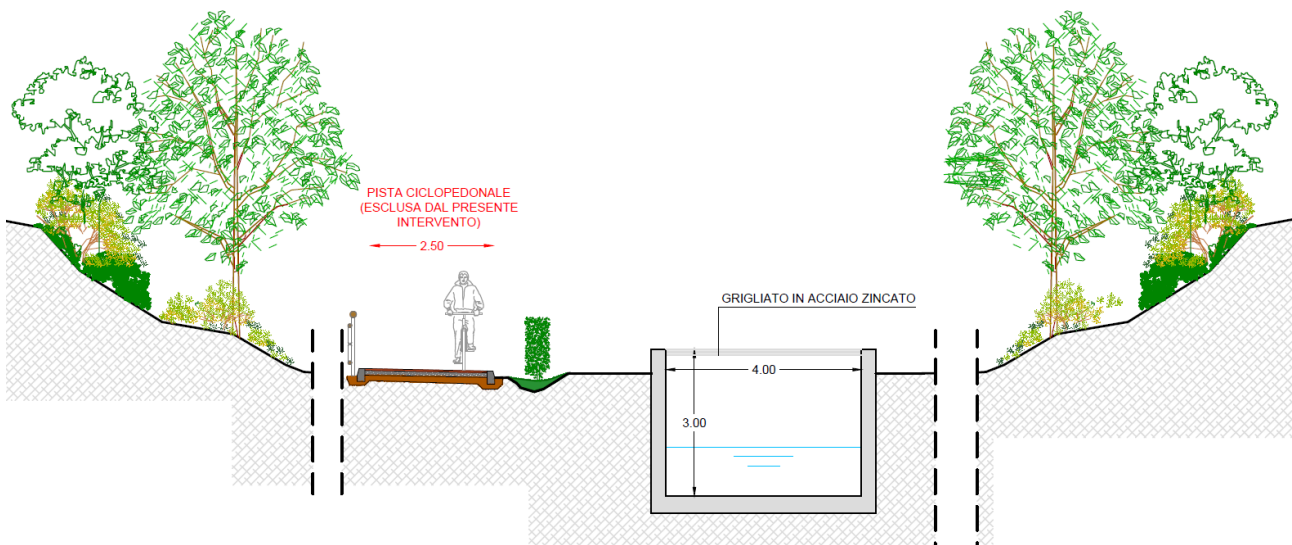 PISTA CICLOPEDONALE
(ESCLUSA DAL PRESENTE
INTERVENTO)
2.50
GRIGLIATO IN ACCIAIO ZINCATO
4.00
3.00